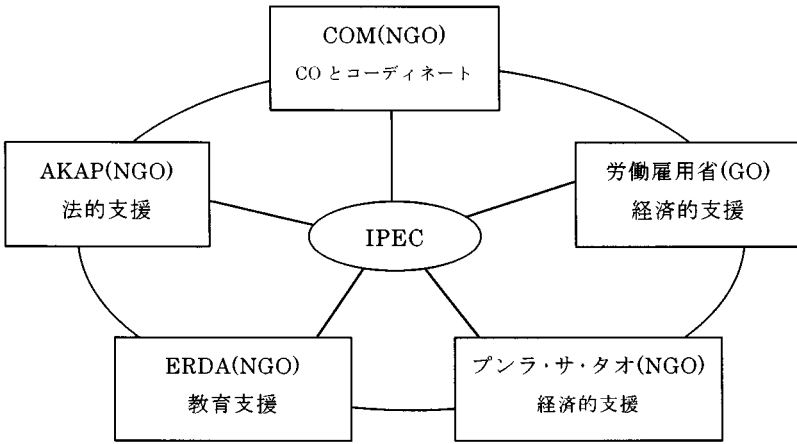 COM(NGO)
COとコーディネート
AKAP(NGO)
法的支援
労働雇用省(GO)
経済的支援
IPEC
ERDA(NGO)
教育支援
プンラ・サ・タオ(NGO)
経済的支援